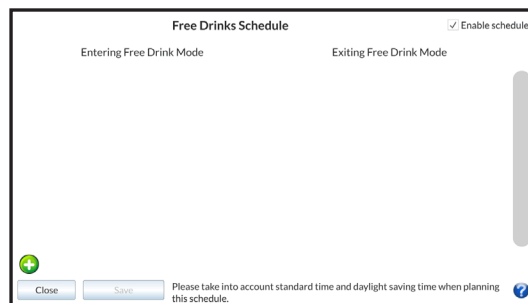 Free Drinks Schedule
Enable schedule
Entering Free Drink Mode
Exiting Free Drink Mode
Close
Save
Please take into account standard time and daylight saving time when planning
this schedule.